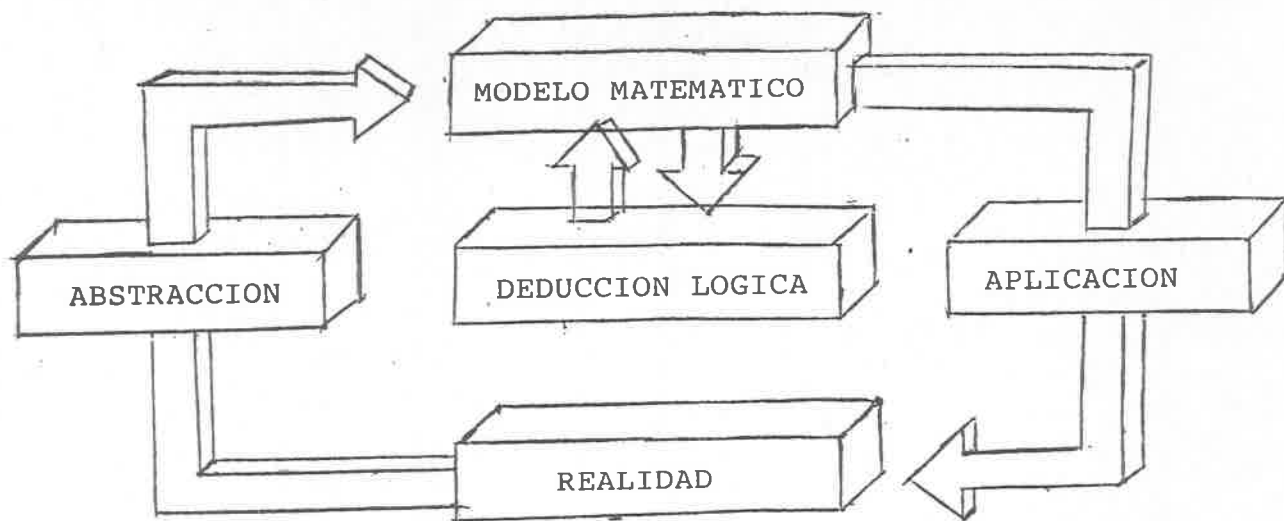 MODELO MATEMATICO
ABSTRACCION
DEDUCCION LOGICA
APLICACION
REALIDAD